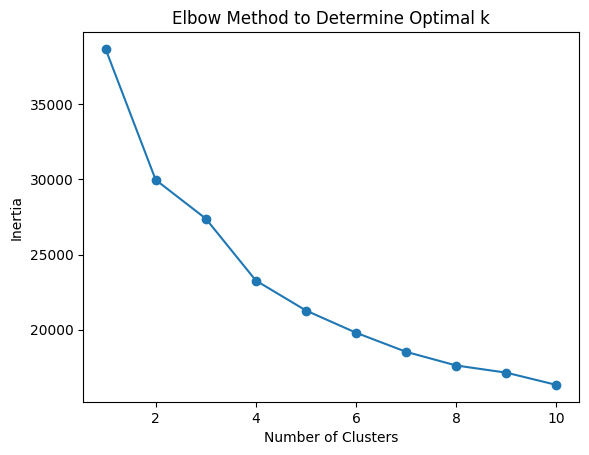 Elbow Method to Determine Optimal k
35000
30000
25000
20000
Inertia
2 4 6 8 10
Number of Clusters